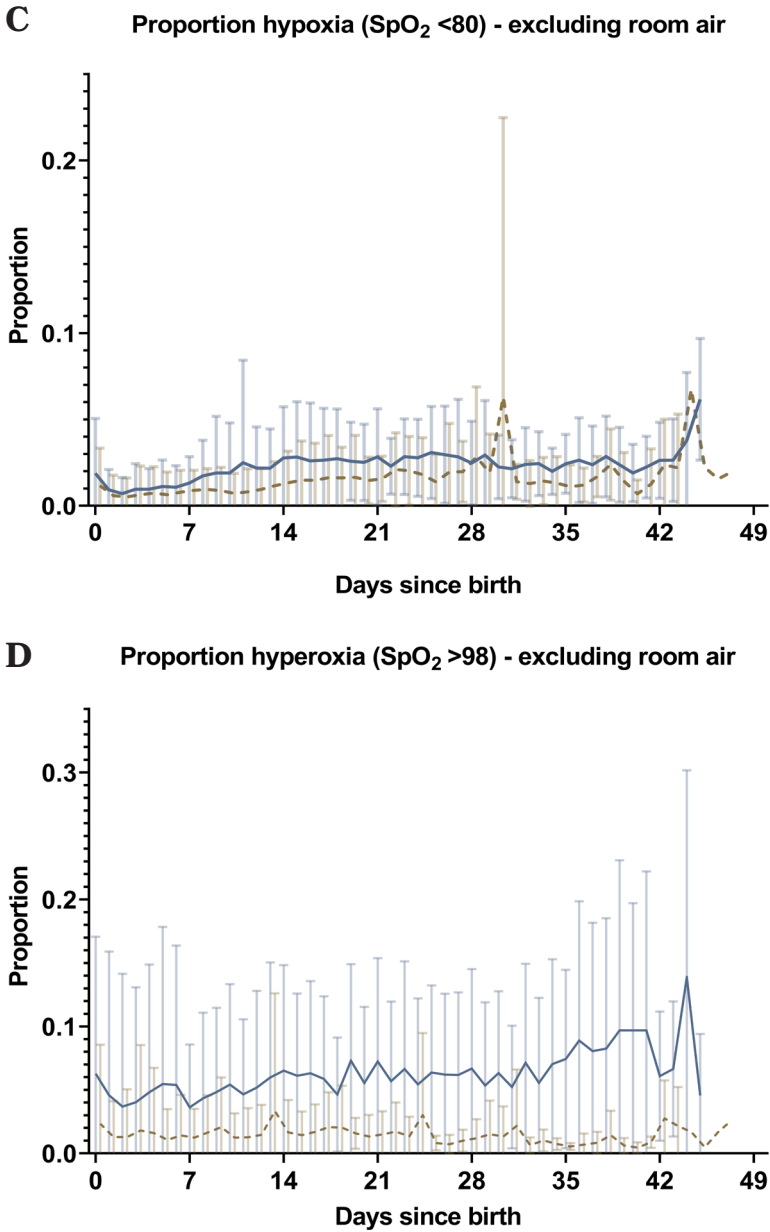 C
Proportion hypoxia (SpO2 <80) - excluding room air
Proportion
0.2
0.1
0.0
0 7 14 21 28 35 42 49
Days since birth
D
Proportion hyperoxia (SpO2 >98) - excluding room air
Proportion
0.3
0.2
0.1
0.0
0 7 14 21 28 35 42 49
Days since birth